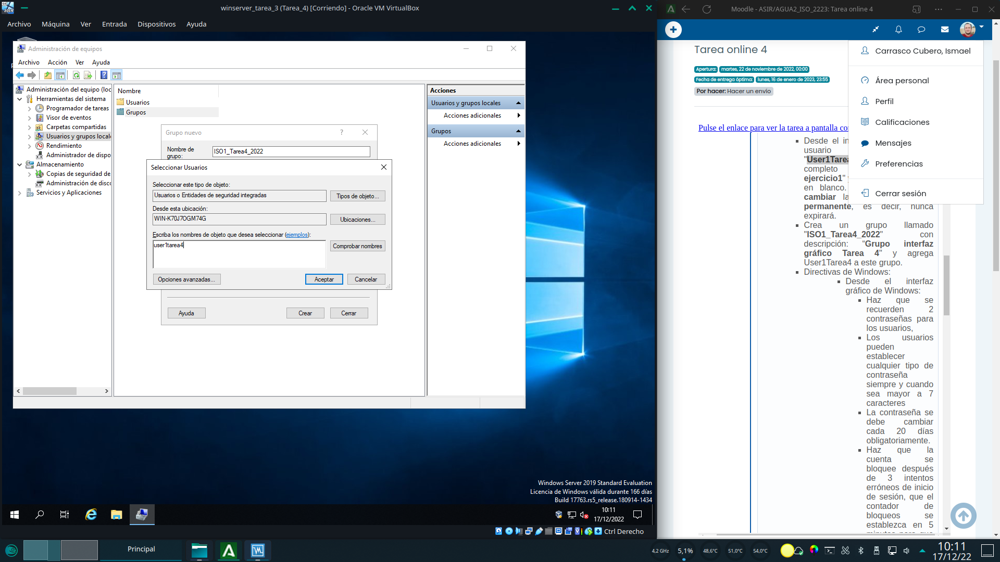 winserver_tarea_3 (Tarea_4) [Corriendo] - Oracle VM VirtualBox
Archivo Máquina Ver Entrada Dispositivos Ayuda
Administración de equipos
Archivo Acción Ver Ayuda
Administración del equipo (loc
Herramientas del sistema
Programador de tareas
Visor de eventos
Carpetas compartidas
Usuarios y grupos local
Rendimiento
Administrador de dispo
Almacenamiento
Copias de seguridad de
Administración de disc
Servicios y Aplicaciones
Nombre
Usuarios
Grupos
Acciones
Usuarios y grupos locales
Acciones adicionales
Grupos
Acciones adicionales
Grupo nuevo
?
Nombre de
grupo:
ISO1_Tarea4_2022
Seleccionar Usuarios
Seleccionar este tipo de objeto:
Usuarios o Entidades de seguridad integradas
Tipos de objeto...
Desde esta ubicación:
WIN-K70J7OGM74G
Ubicaciones...
Escriba los nombres de objeto que desea seleccionar (ejemplos):
user1tarea4
Comprobar nombres
Opciones avanzadas...
Aceptar
Cancelar
Ayuda
Crear
Cerrar
Windows Server 2019 Standard Evaluation
Licencia de Windows válida durante 166 días
Build 17763.rs5_release.180914-1434
10:11
17/12/2022
Ctrl Derecho
Moodle - ASIR/AGUA2_ISO_2223: Tarea online 4
Tarea online 4
Apertura: martes, 22 de noviembre de 2022, 00:00
Fecha de entrega óptima: lunes, 16 de enero de 2023, 23:55
Por hacer: Hacer un envío
Pulse el enlace para ver la tarea a pantalla co
Carrasco Cubero, Ismael
Área personal
Perfil
Calificaciones
Mensajes
Preferencias
Cerrar sesión
Desde el in
usuario
"User1Tarea
completo
ejercicio1"
en blanco.
cambiar la
permanente, es decir, nunca
expirará.
Crea un grupo llamado
"ISO1_Tarea4_2022" con
descripción: “Grupo interfaz
gráfico Tarea 4" y agrega
User1Tarea4 a este grupo.
Directivas de Windows:
Desde el interfaz
gráfico de Windows:
Haz que se
recuerden 2
contraseñas para
los usuarios,
Los usuarios
pueden
establecer
cualquier tipo de
contraseña
siempre y cuando
sea mayor a 7
caracteres
La contraseña se
debe cambiar
cada 20 días
obligatoriamente.
Haz que la
cuenta se
bloquee después
de 3 intentos
erróneos de inicio
de sesión, que el
contador de
bloqueos se
establezca en 5
Principal
4,2 GHz
5,1%
48,6°C
51,0°C
54,0°C
10:11
17/12/22